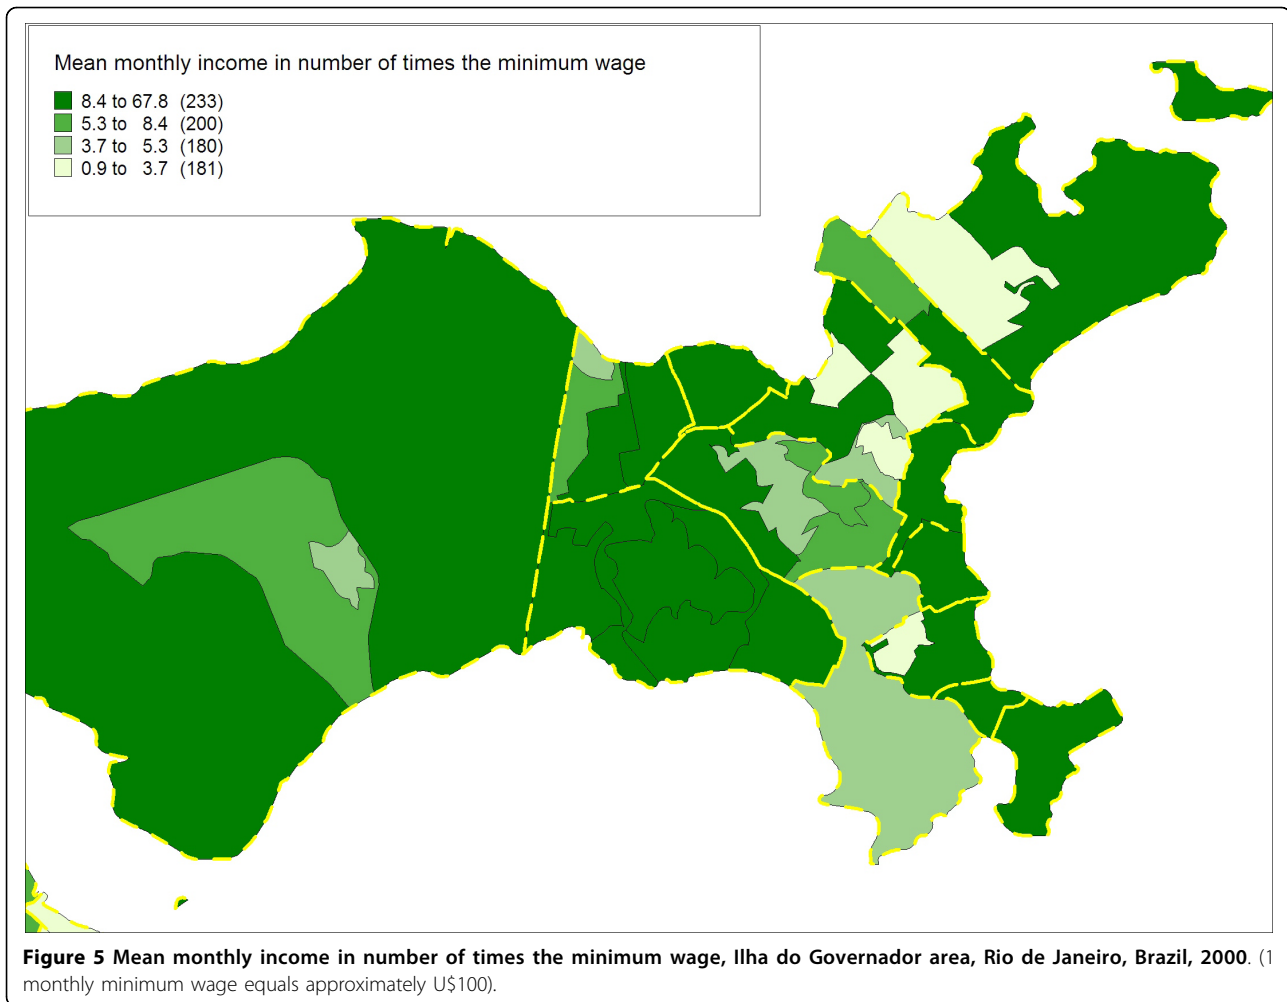 Mean monthly income in number of times the minimum wage
8.4 to 67.8 (233)
5.3 to 8.4 (200)
3.7 to 5.3 (180)
0.9 to 3.7 (181)
Figure 5 Mean monthly income in number of times the minimum wage, Ilha do Governador area, Rio de Janeiro, Brazil, 2000. (1
monthly minimum wage equals approximately U$100).